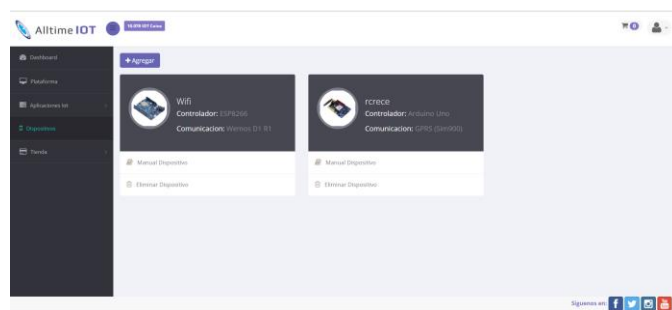 Alltime IOT
Dashboard
Plataforma
Aplicaciones Iot
Dispositivos
Tienda
+ Agregar
Wifi
Controlador: ESP8266
Comunicacion: Wemos D1 R1
Manual Dispositivo
Eliminar Dispositivo
rcrece
Controlador: Arduino Uno
Comunicacion: GPRS (Sim900)
Manual Dispositivo
Eliminar Dispositivo
0
Siguenos en: